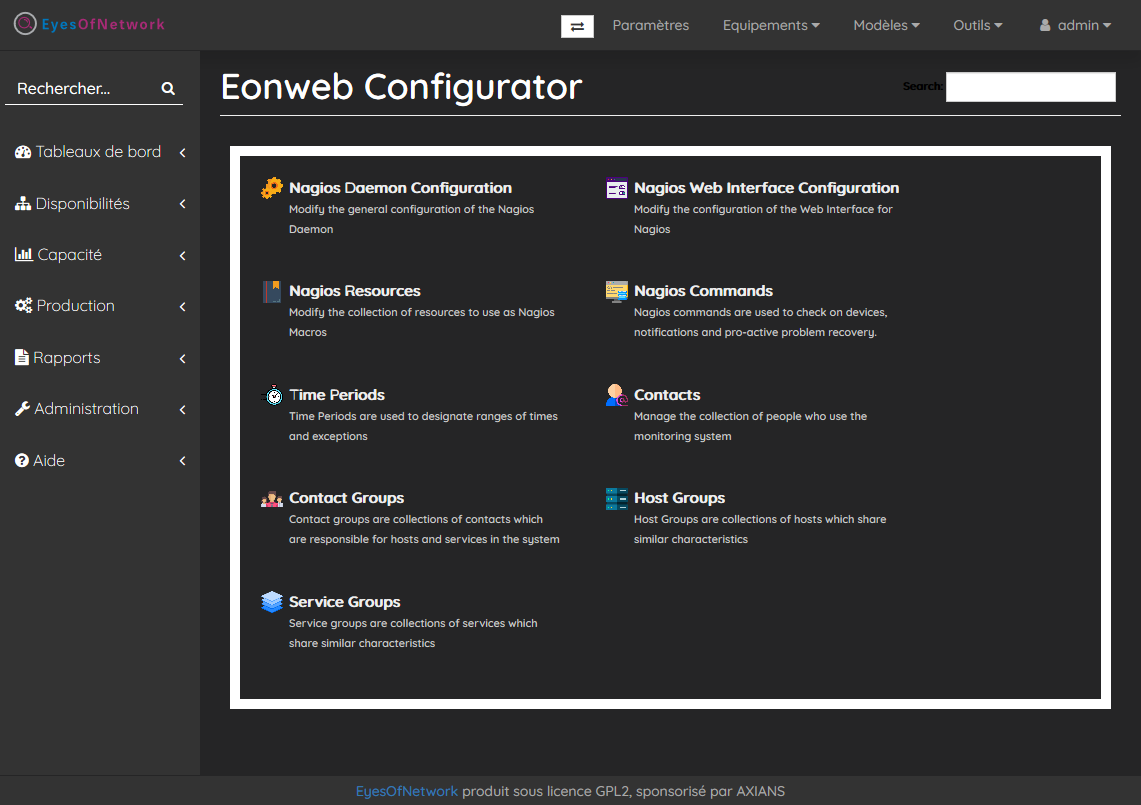 EyesOfNetwork
Paramètres Equipements Modèles Outils admin
Rechercher...
Tableaux de bord
Disponibilités
Capacité
Production
Rapports
Administration
Aide
Eonweb Configurator
Search:
Nagios Daemon Configuration
Modify the general configuration of the Nagios
Daemon
Nagios Web Interface Configuration
Modify the configuration of the Web Interface for
Nagios
Nagios Resources
Modify the collection of resources to use as Nagios
Macros
Nagios Commands
Nagios commands are used to check on devices,
notifications and pro-active problem recovery.
Time Periods
Time Periods are used to designate ranges of times
and exceptions
Contacts
Manage the collection of people who use the
monitoring system
Contact Groups
Contact groups are collections of contacts which
are responsible for hosts and services in the system
Host Groups
Host Groups are collections of hosts which share
similar characteristics
Service Groups
Service groups are collections of services which
share similar characteristics
EyesOfNetwork produit sous licence GPL2, sponsorisé par AXIANS